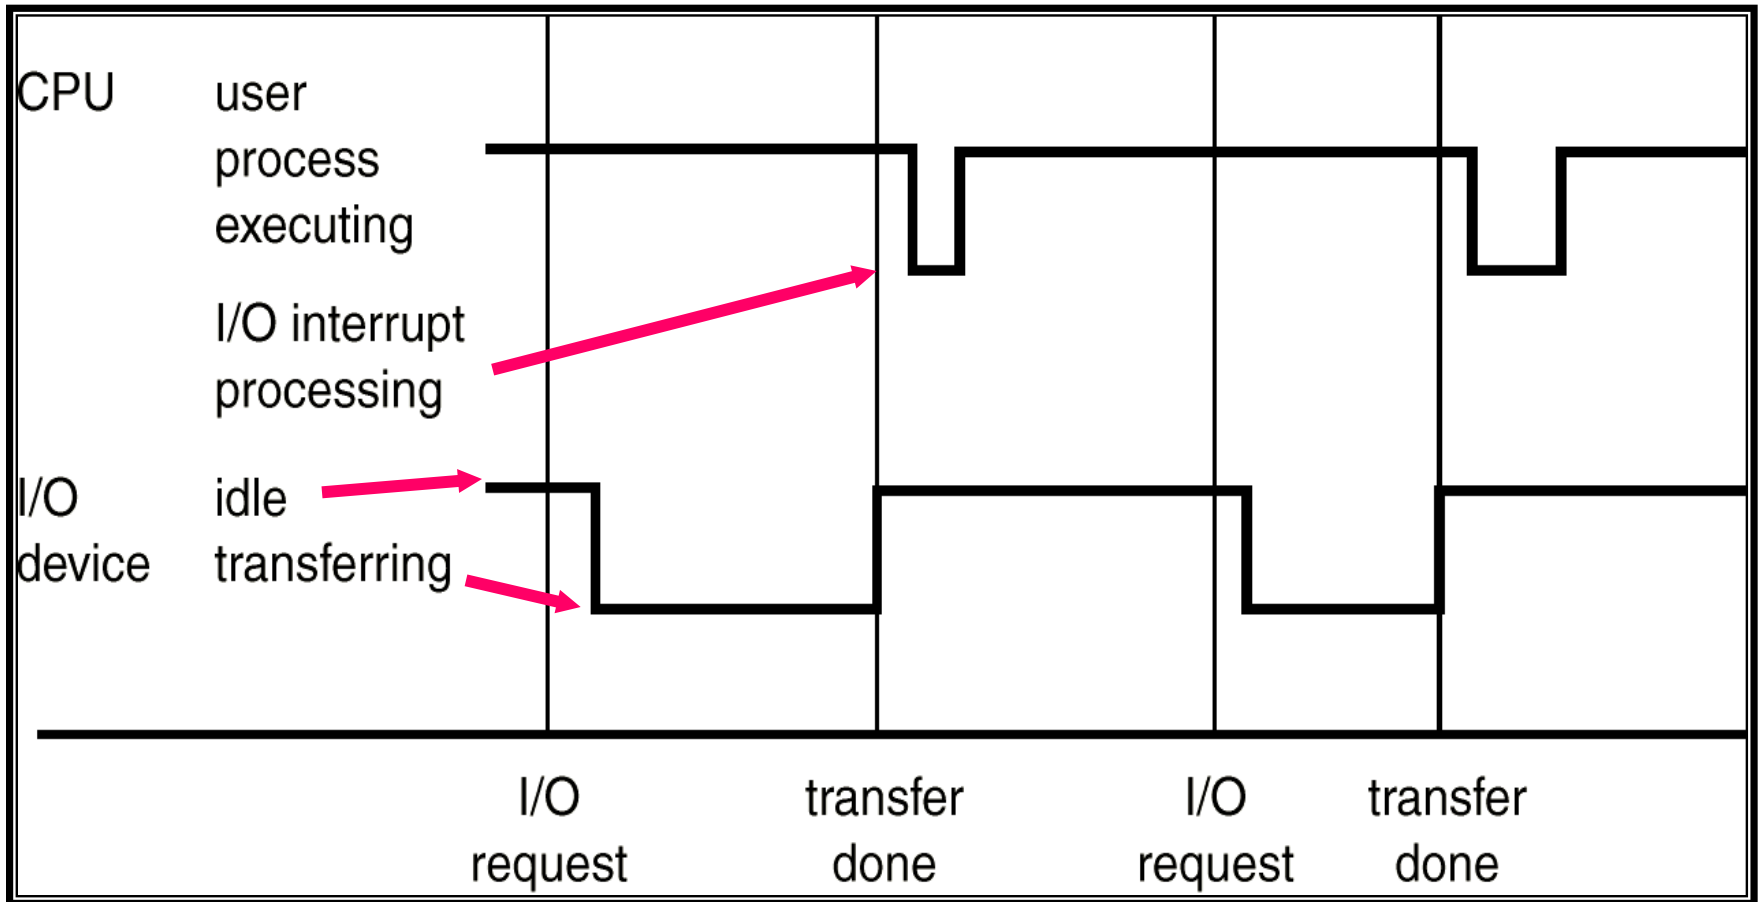 CPU user
process
executing
I/O interrupt
processing
I/O idle
device transferring
I/O transfer I/O transfer
request done request done